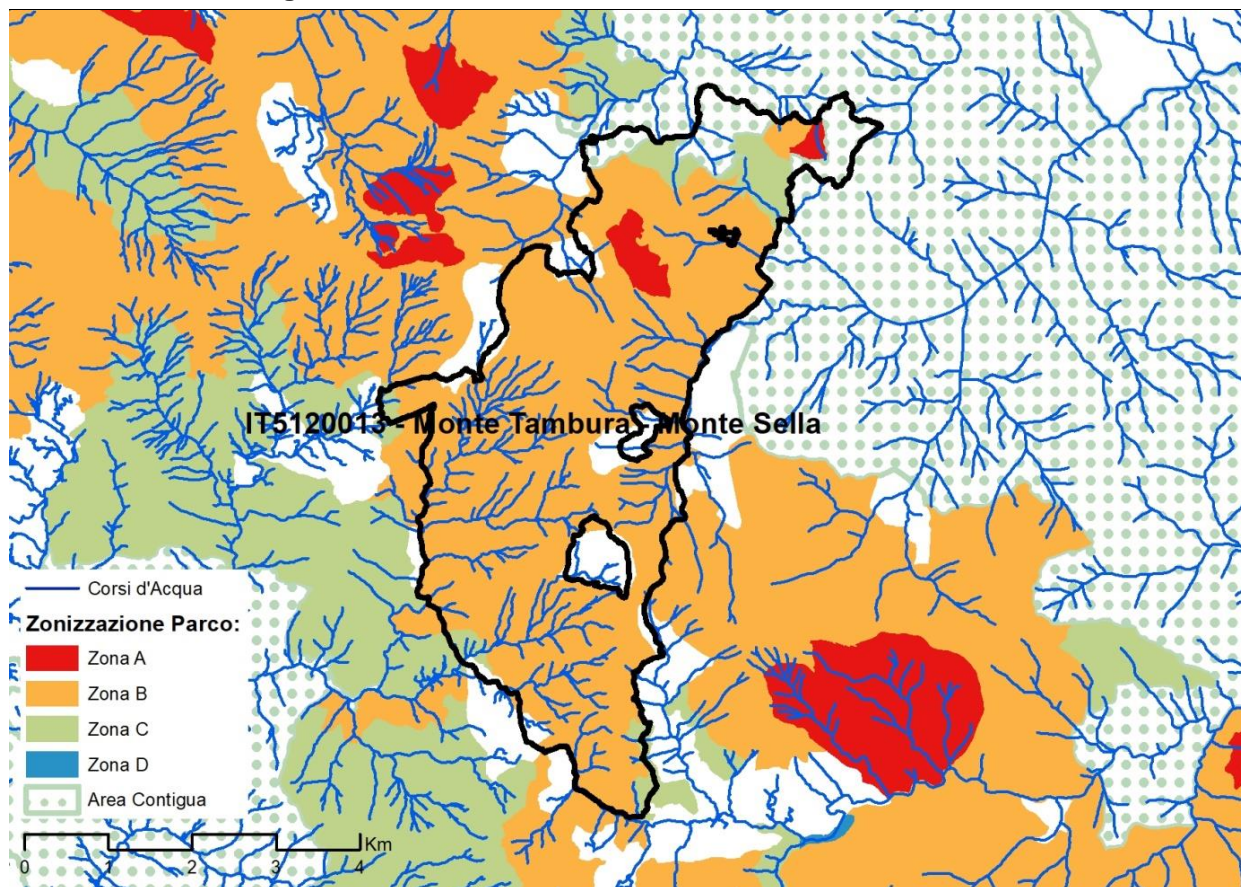 IT5120013 - Monte Tambura - Monte Sella
Corsi d'Acqua
Zonizzazione Parco:
Zona A
Zona B
Zona C
Zona D
Area Contigua
Km
0 1 2 3 4